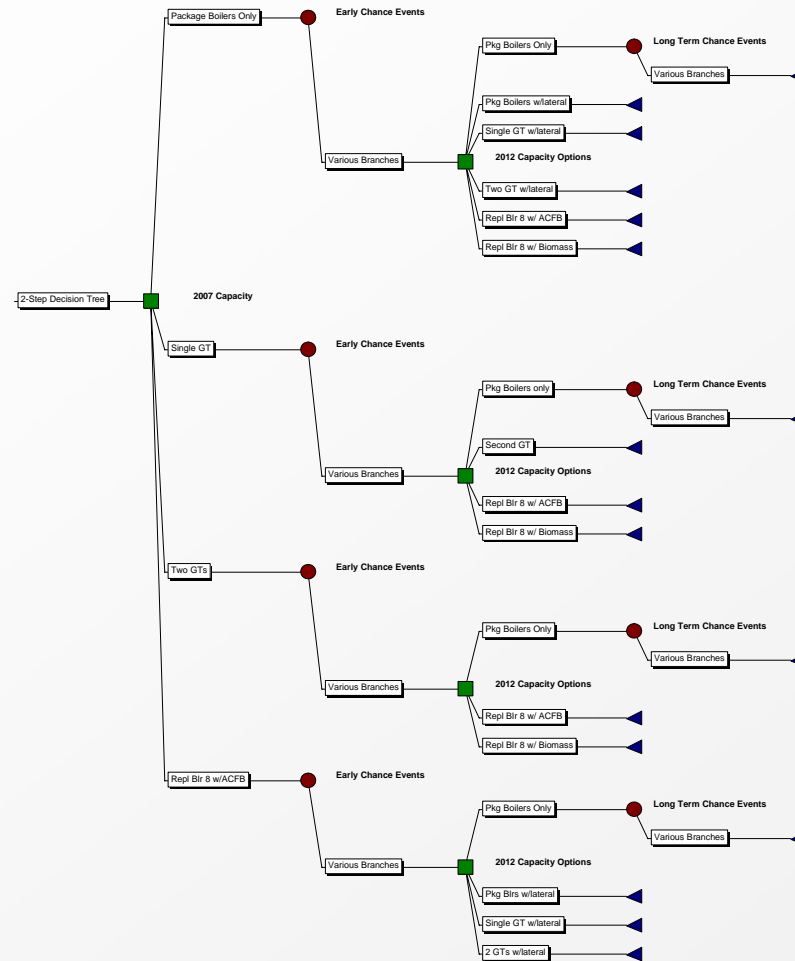 Package Boilers Only
Early Chance Events
Pkg Boilers Only
Long Term Chance Events
Various Branches
Pkg Boilers w/lateral
Single GT w/lateral
Various Branches
2012 Capacity Options
Two GT w/lateral
Repl Blr 8 w/ ACFB
Repl Blr 8 w/ Biomass
2-Step Decision Tree
2007 Capacity
Single GT
Early Chance Events
Pkg Boilers only
Long Term Chance Events
Various Branches
Second GT
Various Branches
2012 Capacity Options
Repl Blr 8 w/ ACFB
Repl Blr 8 w/ Biomass
Two GTs
Early Chance Events
Pkg Boilers Only
Long Term Chance Events
Various Branches
Various Branches
2012 Capacity Options
Repl Blr 8 w/ ACFB
Repl Blr 8 w/ Biomass
Repl Blr 8 w/ACFB
Early Chance Events
Pkg Boilers Only
Long Term Chance Events
Various Branches
Various Branches
2012 Capacity Options
Pkg Blrs w/lateral
Single GT w/lateral
2 GTs w/lateral